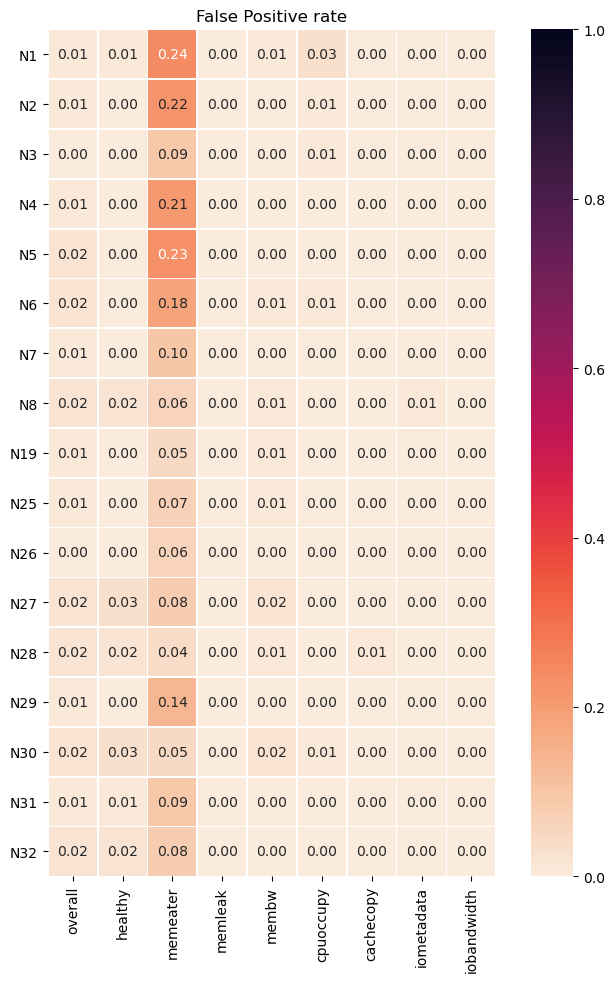 False Positive rate
N1 0.01 0.01 0.24 0.00 0.01 0.03 0.00 0.00 0.00
N2 0.01 0.00 0.22 0.00 0.00 0.01 0.00 0.00 0.00
N3 0.00 0.00 0.09 0.00 0.00 0.01 0.00 0.00 0.00
N4 0.01 0.00 0.21 0.00 0.00 0.00 0.00 0.00 0.00
N5 0.02 0.00 0.23 0.00 0.00 0.00 0.00 0.00 0.00
N6 0.02 0.00 0.18 0.00 0.01 0.01 0.00 0.00 0.00
N7 0.01 0.00 0.10 0.00 0.00 0.00 0.00 0.00 0.00
N8 0.02 0.02 0.06 0.00 0.01 0.00 0.00 0.01 0.00
N19 0.01 0.00 0.05 0.00 0.01 0.00 0.00 0.00 0.00
N25 0.01 0.00 0.07 0.00 0.01 0.00 0.00 0.00 0.00
N26 0.00 0.00 0.06 0.00 0.00 0.00 0.00 0.00 0.00
N27 0.02 0.03 0.08 0.00 0.02 0.00 0.00 0.00 0.00
N28 0.02 0.02 0.04 0.00 0.01 0.00 0.01 0.00 0.00
N29 0.01 0.00 0.14 0.00 0.00 0.00 0.00 0.00 0.00
N30 0.02 0.03 0.05 0.00 0.02 0.01 0.00 0.00 0.00
N31 0.01 0.01 0.09 0.00 0.00 0.00 0.00 0.00 0.00
N32 0.02 0.02 0.08 0.00 0.00 0.00 0.00 0.00 0.00
overall healthy memeater memleak membw cpuoccupy cachecopy iometadata iobandwidth
1.0
0.8
0.6
0.4
0.2
0.0